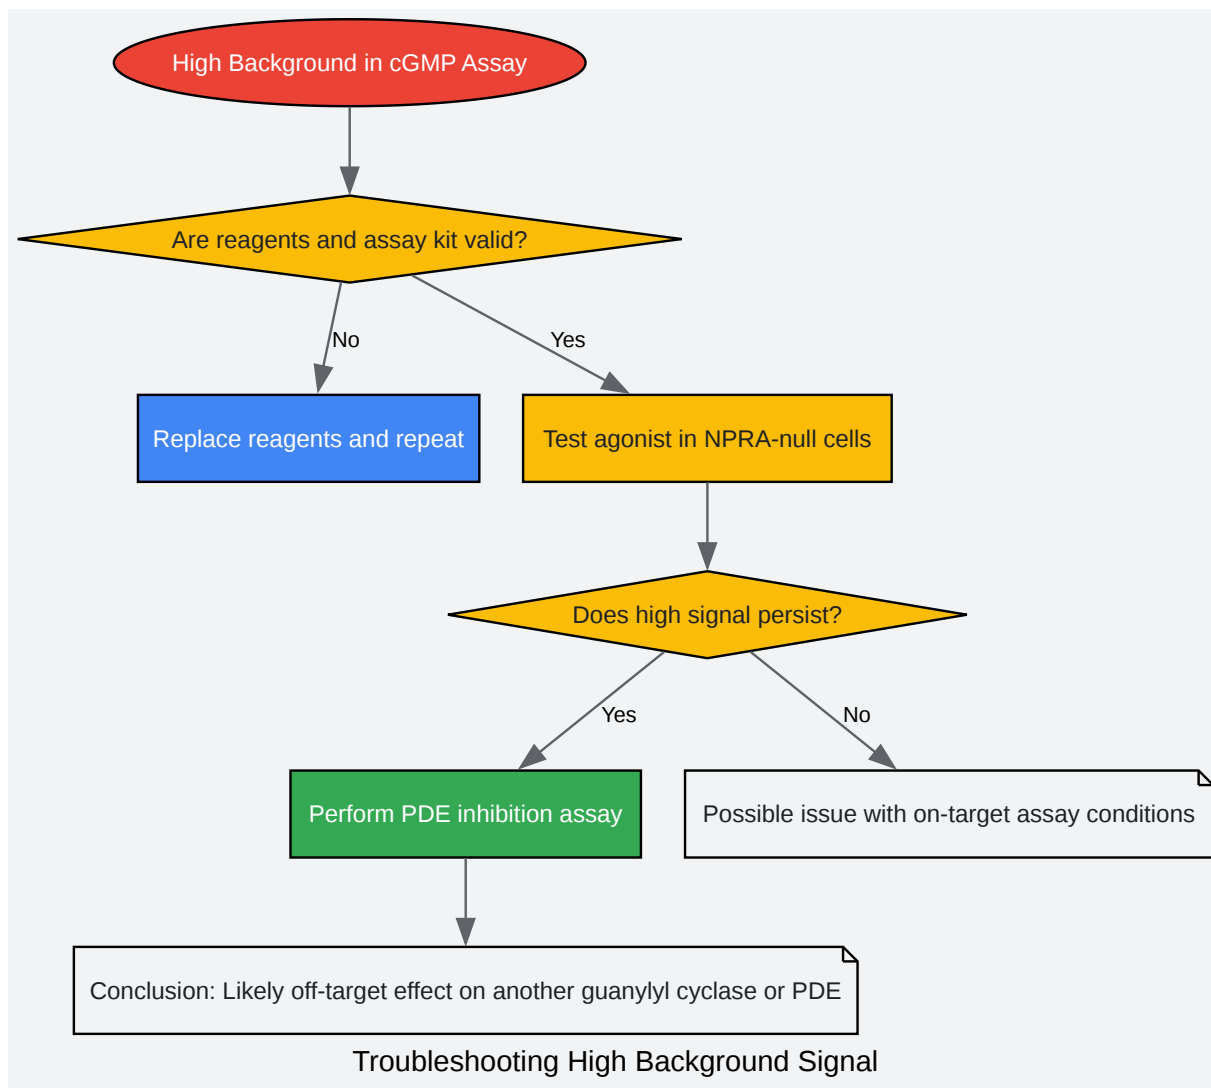 High Background in cGMP Assay
Are reagents and assay kit valid?
No
Yes
Replace reagents and repeat
Test agonist in NPRA-null cells
Does high signal persist?
Yes
No
Perform PDE inhibition assay
Possible issue with on-target assay conditions
Conclusion: Likely off-target effect on another guanylyl cyclase or PDE
Troubleshooting High Background Signal